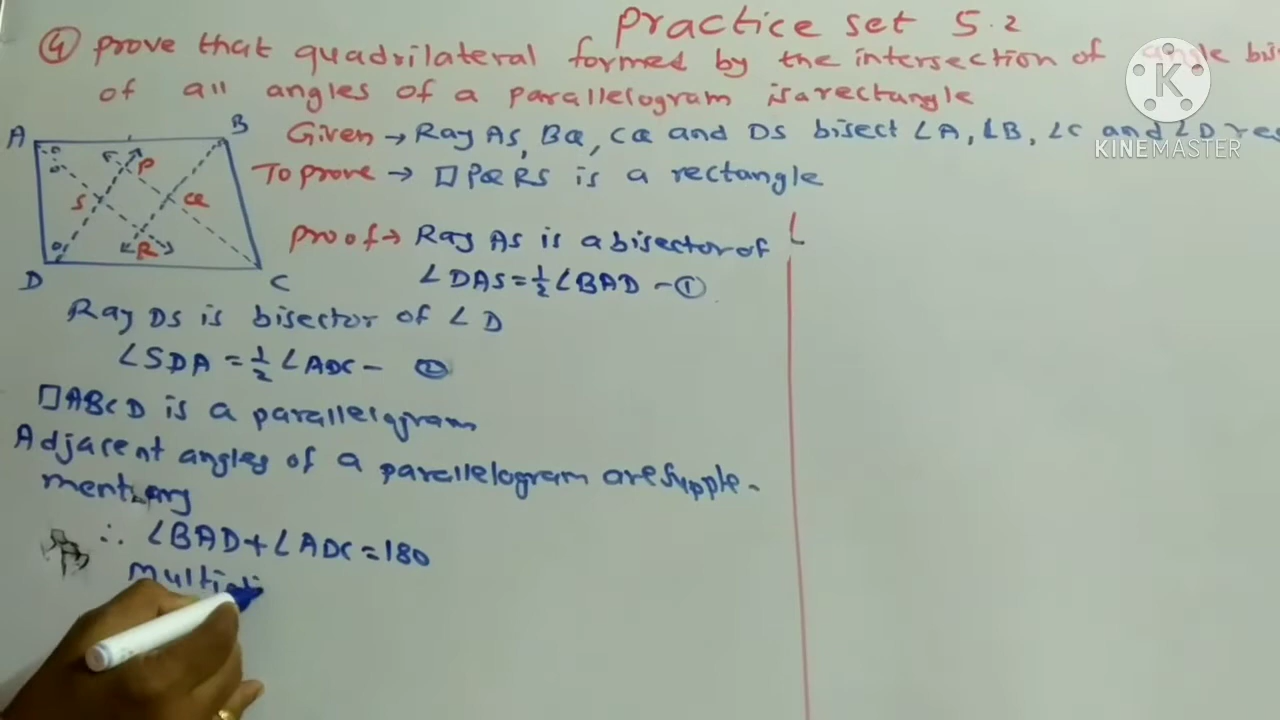 Practice set 5.2
④ prove that quadrilateral formed by the intersection of angle bis
of all angles of a parallelogram is a rectangle
Given → Ray AS, BQ, CQ and DS bisect ∠A, ∠B, ∠C and ∠D res
To prove → □PQRS is a rectangle
A
B
P
S
Q
R
D
C
Proof → Ray AS is a bisector of ∠
∠DAS = ½ ∠BAD - ①
Ray DS is bisector of ∠D
∠SDA = ½ ∠ADC - ②
□ABCD is a parallelogram
Adjacent angles of a parallelogram are supple-
mentary
∴ ∠BAD + ∠ADC = 180
K
KINEMASTER